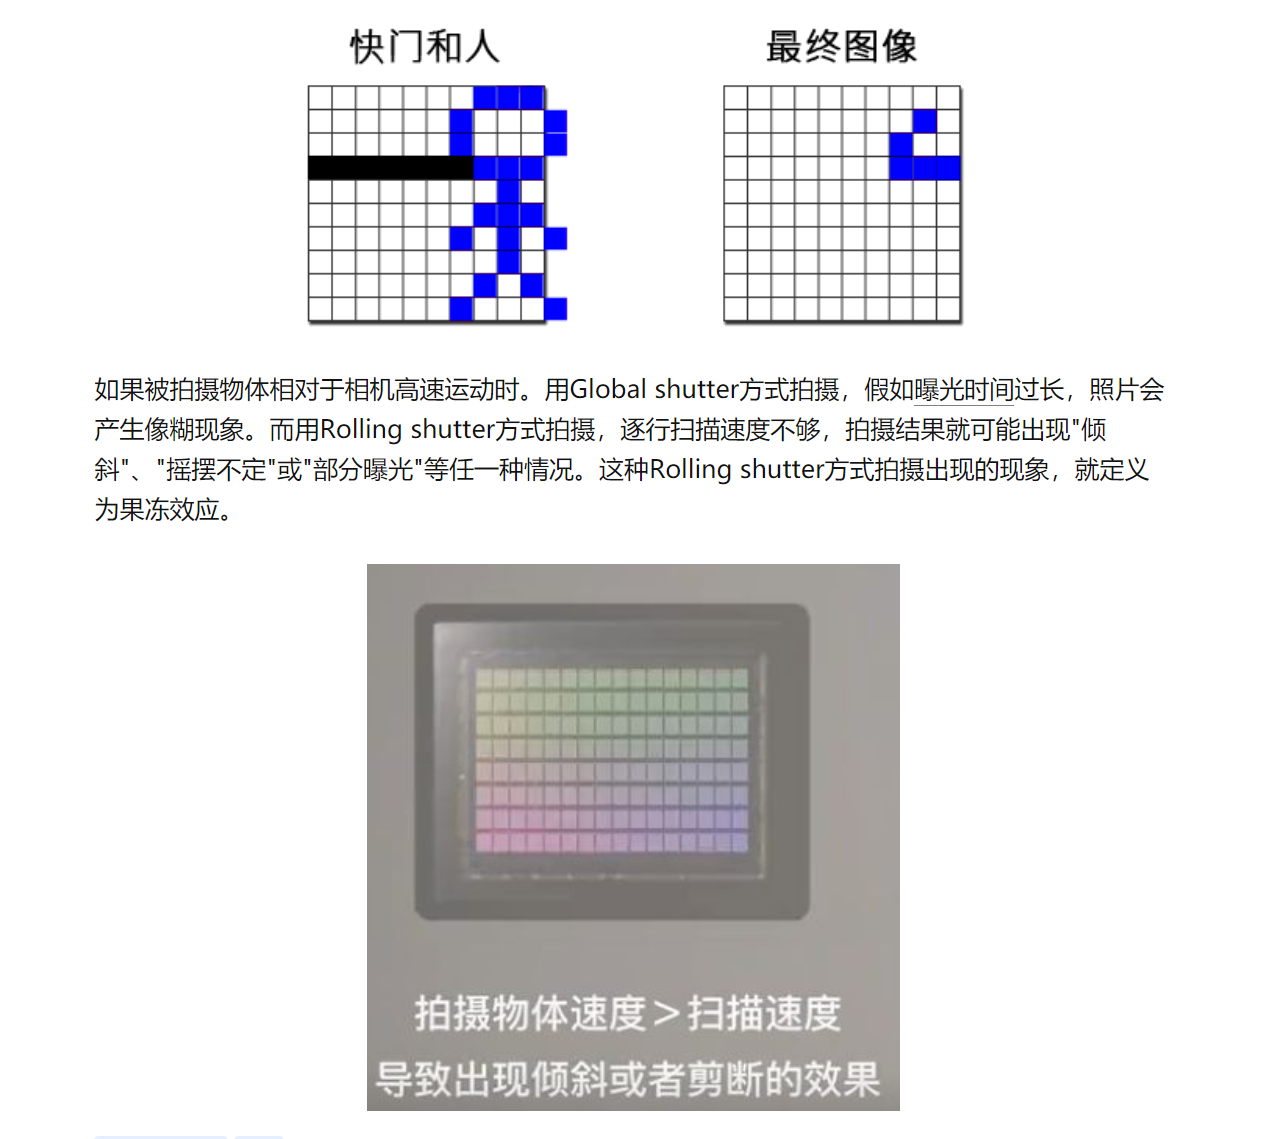 快门和人
最终图像
如果被拍摄物体相对于相机高速运动时。用Global shutter方式拍摄，假如曝光时间过长，照片会
产生像糊现象。而用Rolling shutter方式拍摄，逐行扫描速度不够，拍摄结果就可能出现"倾
斜"、"摇摆不定"或"部分曝光"等任一种情况。这种Rolling shutter方式拍摄出现的现象，就定义
为果冻效应。
拍摄物体速度＞扫描速度
导致出现倾斜或者剪断的效果